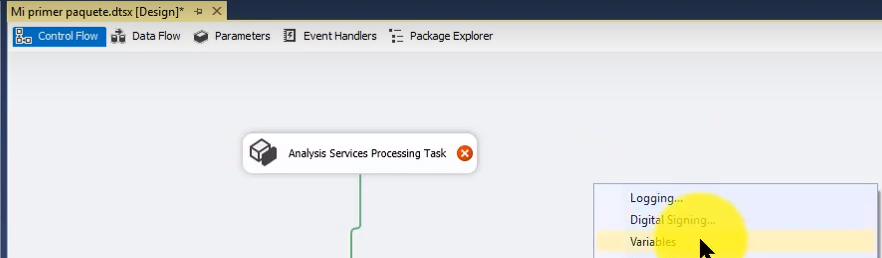 Mi primer paquete.dtsx [Design]*
Control Flow Data Flow Parameters Event Handlers Package Explorer
Analysis Services Processing Task
Logging...
Digital Signing...
Variables